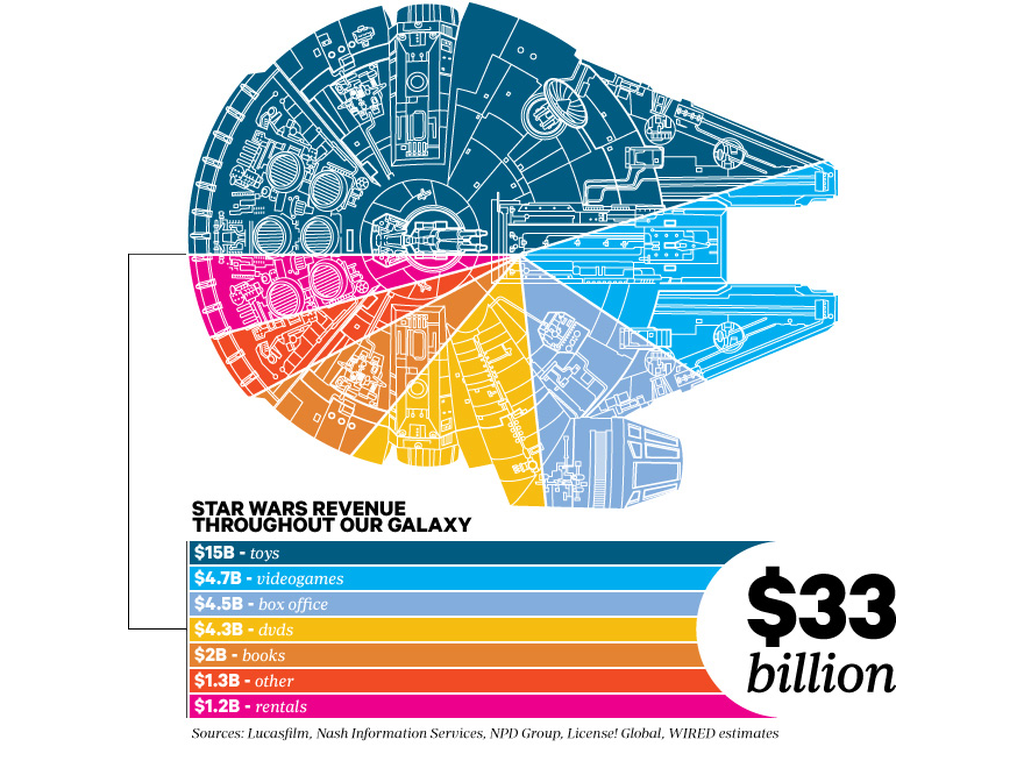 STAR WARS REVENUE
THROUGHOUT OUR GALAXY
$15B - toys
$4.7B - videogames
$4.5B - box office
$4.3B - dvds
$2B - books
$1.3B - other
$1.2B - rentals
$33
billion
Sources: Lucasfilm, Nash Information Services, NPD Group, License! Global, WIRED estimates